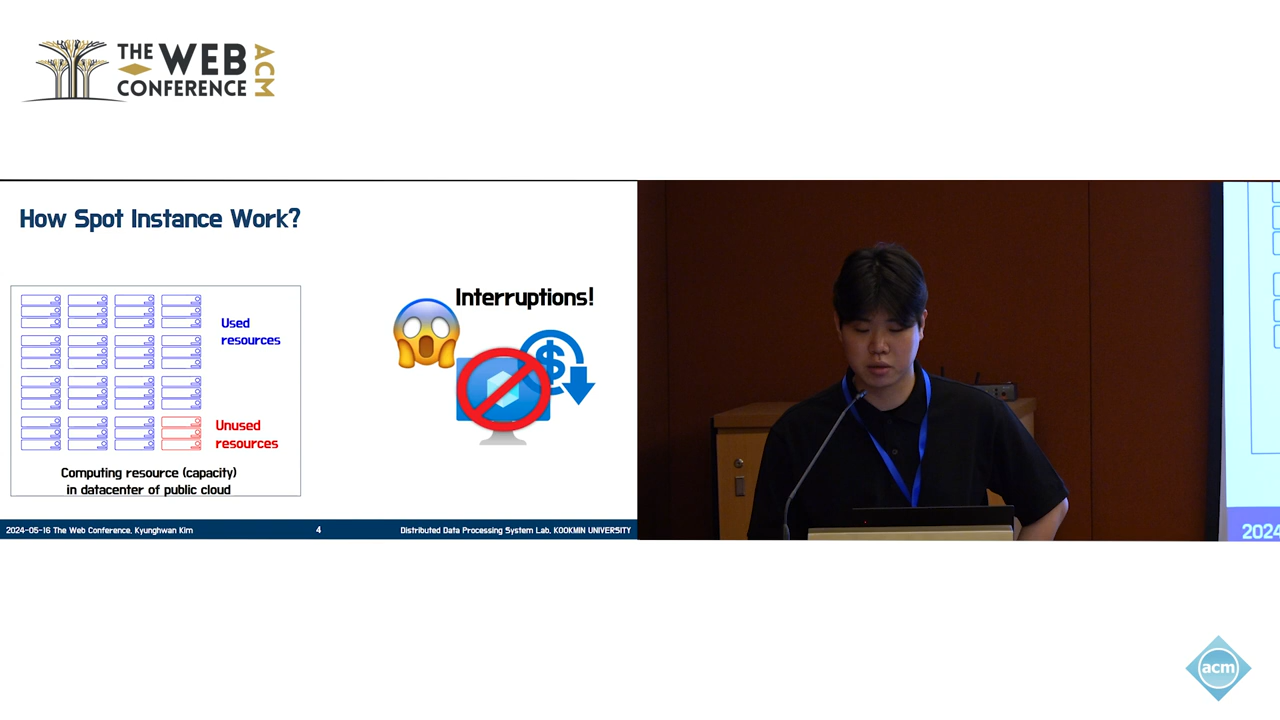 THE WEB
CONFERENCE
ACM
How Spot Instance Work?
Used
resources
Unused
resources
Computing resource (capacity)
in datacenter of public cloud
Interruptions!
$
2024-05-16 The Web Conference, Kyunghwan Kim
4
Distributed Data Processing System Lab, KOOKMIN UNIVERSITY
2024
acm